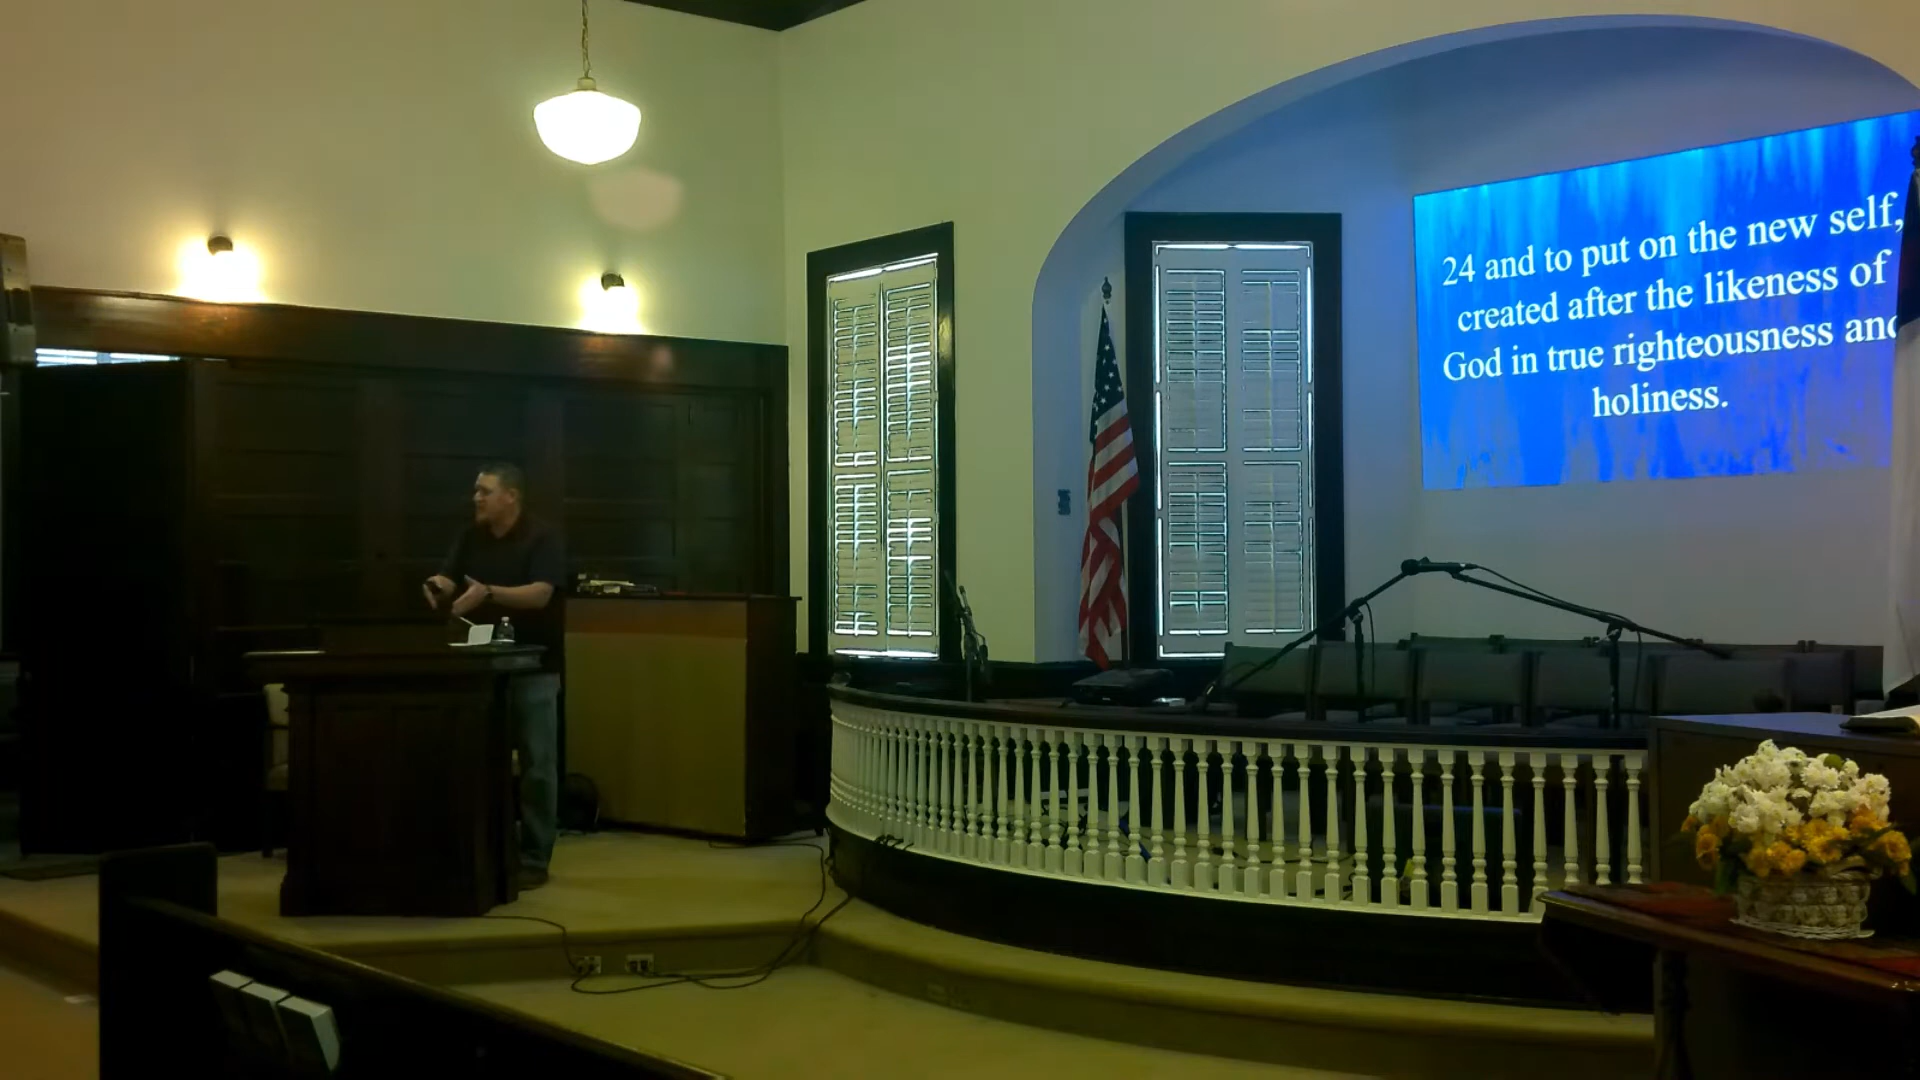 24 and to put on the new self,
created after the likeness of
God in true righteousness and
holiness.